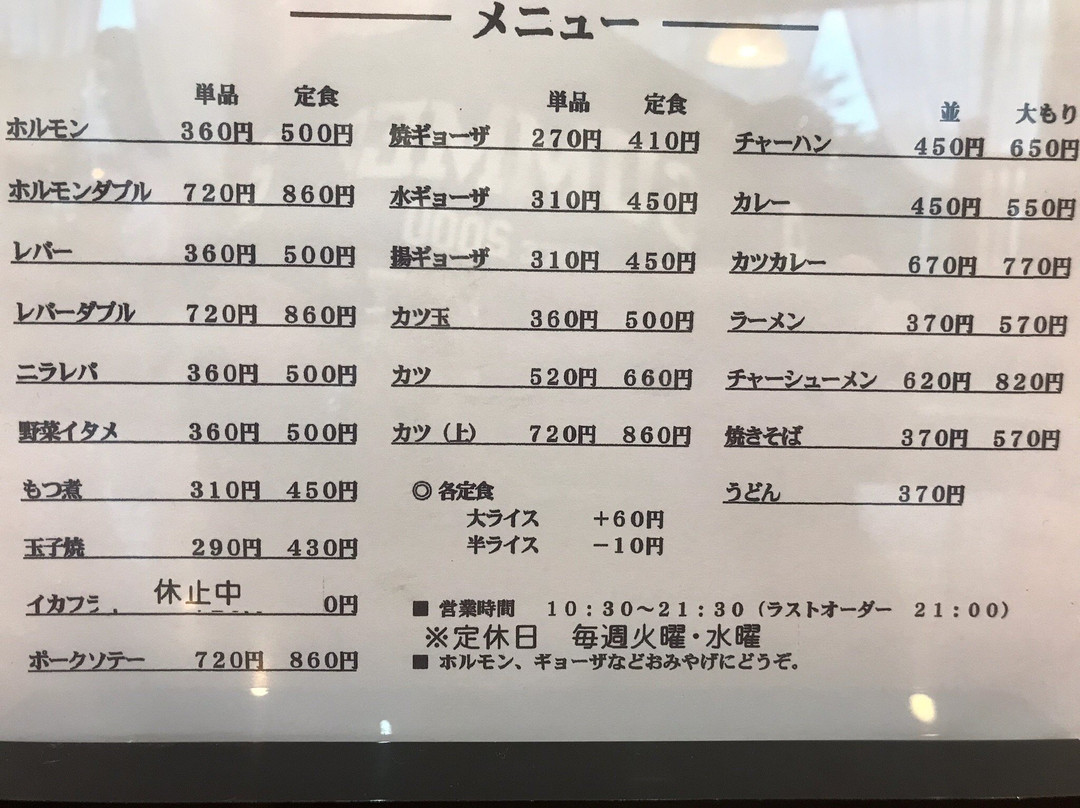 メニュー
単品 定食
ホルモン 360円 500円
ホルモンダブル 720円 860円
レバー 360円 500円
レバーダブル 720円 860円
ニラレバ 360円 500円
野菜イタメ 360円 500円
もつ煮 310円 450円
玉子焼 290円 430円
イカフラ 休止中 0円
ポークソテー 720円 860円
単品 定食
焼ギョーザ 270円 410円
水ギョーザ 310円 450円
揚ギョーザ 310円 450円
カツ玉 360円 500円
カツ 520円 660円
カツ（上） 720円 860円
◎ 各定食
大ライス ＋60円
半ライス －10円
並 大もり
チャーハン 450円 650円
カレー 450円 550円
カツカレー 670円 770円
ラーメン 370円 570円
チャーシューメン 620円 820円
焼きそば 370円 570円
うどん 370円
■ 営業時間 10：30～21：30（ラストオーダー 21：00）
※定休日 毎週火曜・水曜
■ ホルモン、ギョーザなどおみやげにどうぞ。